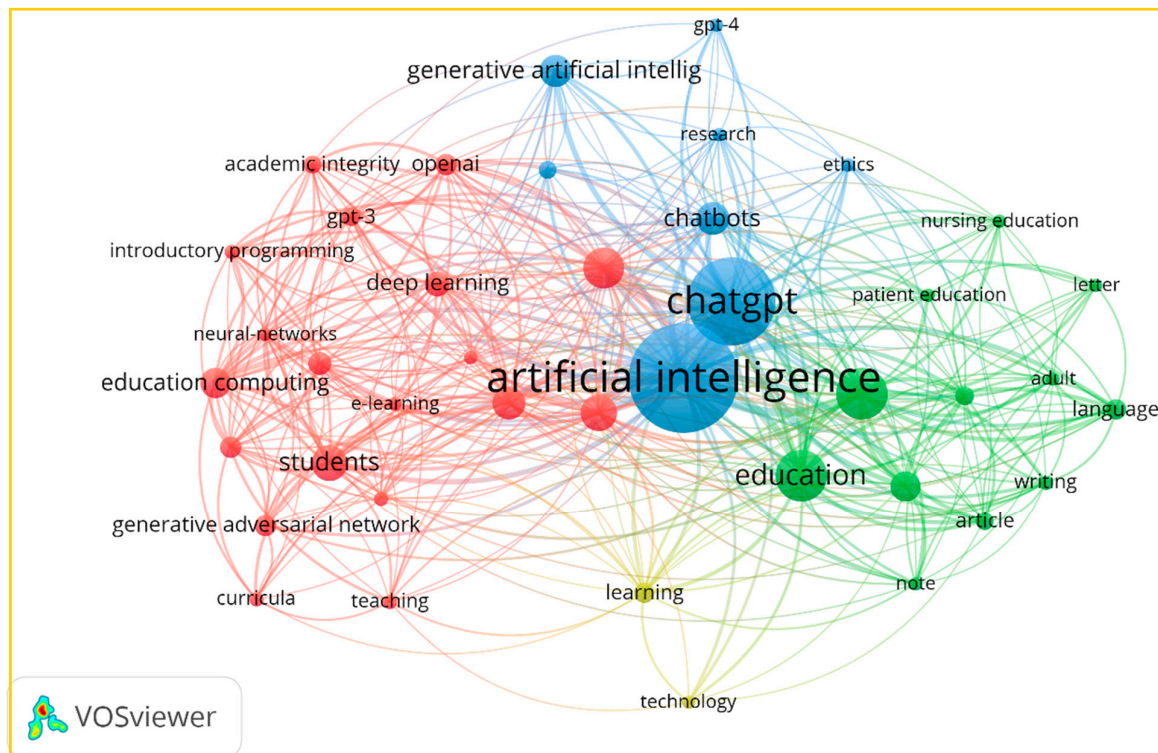 gpt-4
generative artificial intellig
research
academic integrity
openai
ethics
gpt-3
chatbots
nursing education
introductory programming
deep learning
chatgpt
patient education
letter
neural-networks
education computing
artificial intelligence
adult
e-learning
language
students
education
writing
generative adversarial network
article
curricula
teaching
learning
note
technology
VOSviewer